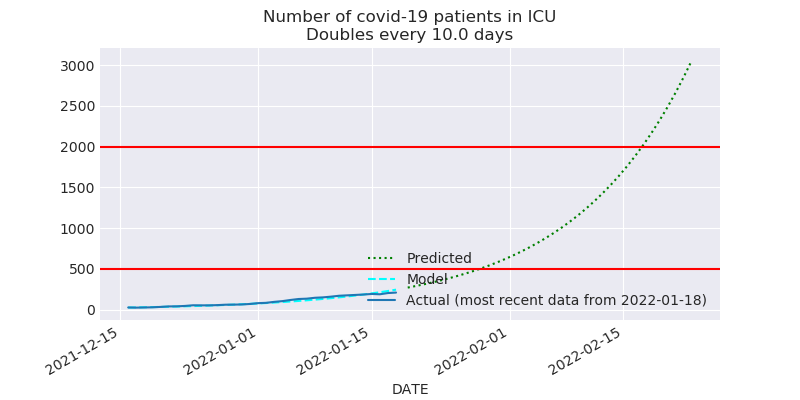 Number of covid-19 patients in ICU
Doubles every 10.0 days
3000
2500
2000
1500
1000
500
0
Predicted
Model
Actual (most recent data from 2022-01-18)
2021-12-15
2022-01-01
2022-01-15
2022-02-01
2022-02-15
DATE